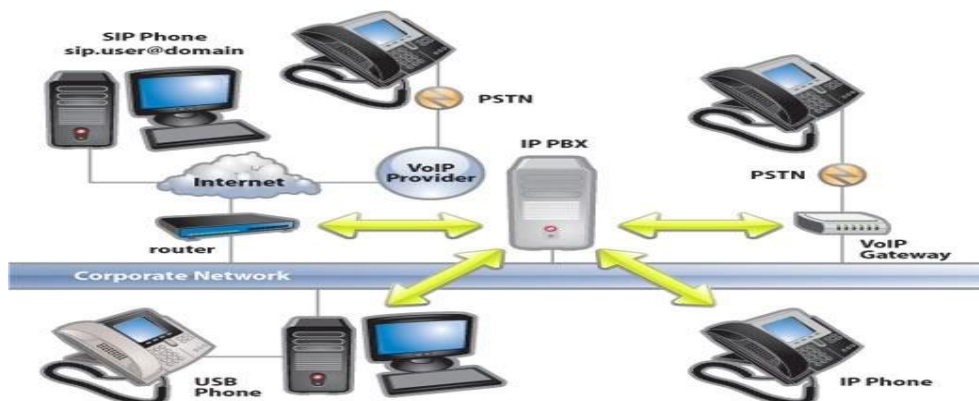 SIP Phone
sip.user@domain
PSTN
IP PBX
VoIP
Provider
Internet
PSTN
router
VoIP
Gateway
Corporate Network
USB
Phone
IP Phone